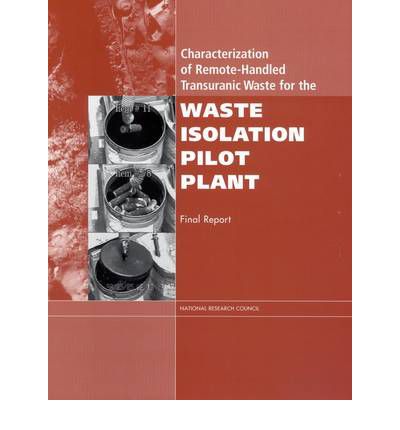 Characterization
of Remote-Handled
Transuranic Waste for the
WASTE
ISOLATION
PILOT
PLANT
Final Report
NATIONAL RESEARCH COUNCIL